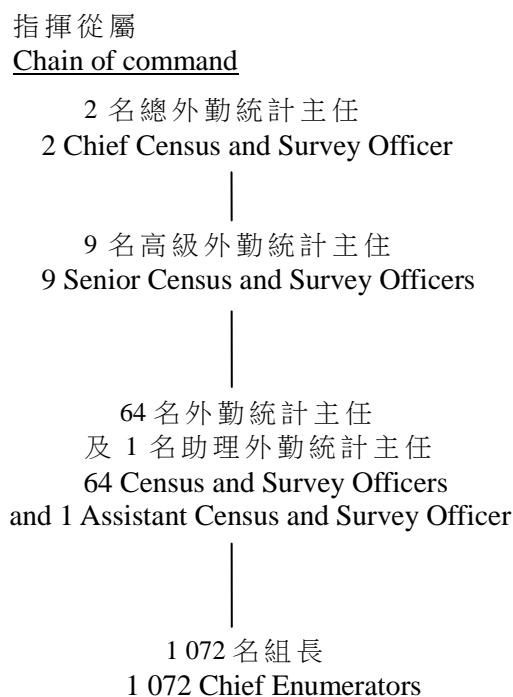 指揮從屬
Chain of command
2 名總外勤統計主任
2 Chief Census and Survey Officer
9 名高級外勤統計主住
9 Senior Census and Survey Officers
64 名外勤統計主任
及 1 名助理外勤統計主任
64 Census and Survey Officers
and 1 Assistant Census and Survey Officer
1 072 名組長
1 072 Chief Enumerators